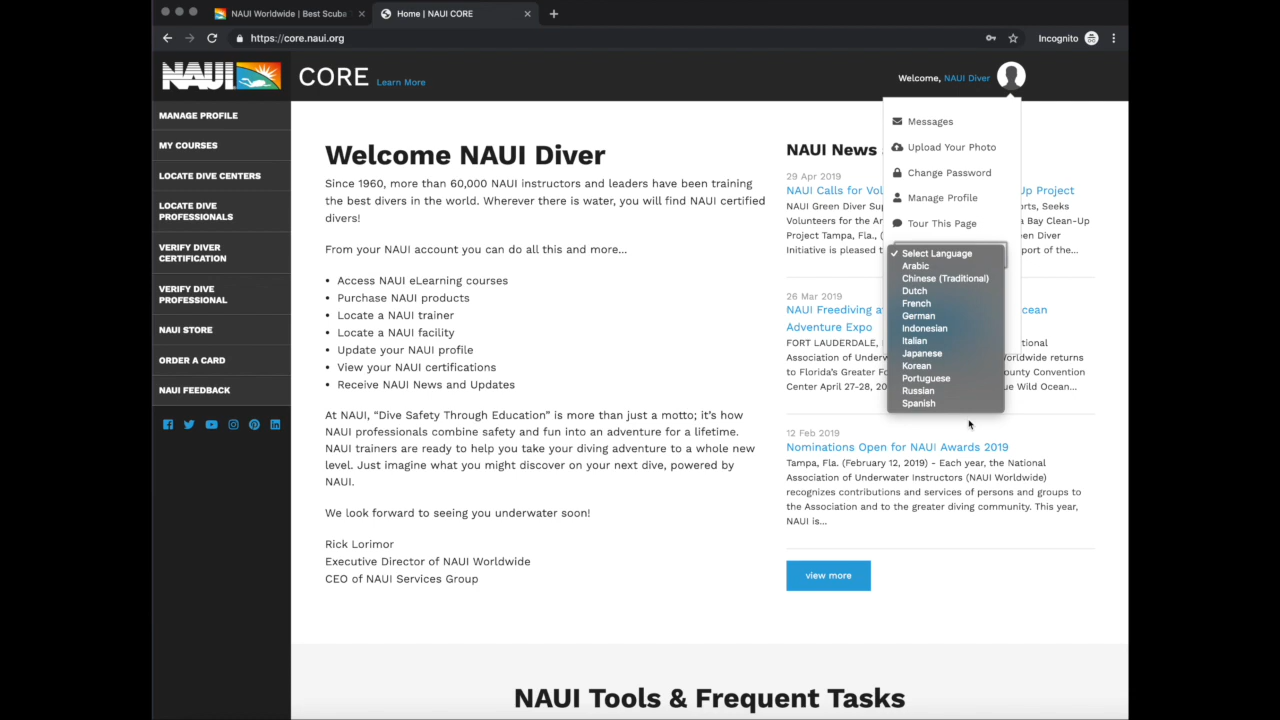 NAUI Worldwide | Best Scuba
Home | NAUI CORE
https://core.naui.org
Incognito
NAUI
CORE
Learn More
Welcome, NAUI Diver
MANAGE PROFILE
MY COURSES
LOCATE DIVE CENTERS
LOCATE DIVE
PROFESSIONALS
VERIFY DIVER
CERTIFICATION
VERIFY DIVE
PROFESSIONAL
NAUI STORE
ORDER A CARD
NAUI FEEDBACK
Welcome NAUI Diver
Since 1960, more than 60,000 NAUI instructors and leaders have been training
the best divers in the world. Wherever there is water, you will find NAUI certified
divers!
From your NAUI account you can do all this and more...
• Access NAUI eLearning courses
• Purchase NAUI products
• Locate a NAUI trainer
• Locate a NAUI facility
• Update your NAUI profile
• View your NAUI certifications
• Receive NAUI News and Updates
At NAUI, “Dive Safety Through Education” is more than just a motto; it’s how
NAUI professionals combine safety and fun into an adventure for a lifetime.
NAUI trainers are ready to help you take your diving adventure to a whole new
level. Just imagine what you might discover on your next dive, powered by
NAUI.
We look forward to seeing you underwater soon!
Rick Lorimor
Executive Director of NAUI Worldwide
CEO of NAUI Services Group
Messages
Upload Your Photo
Change Password
Manage Profile
Tour This Page
✓ Select Language
Arabic
Chinese (Traditional)
Dutch
French
German
Indonesian
Italian
Japanese
Korean
Portuguese
Russian
Spanish
NAUI News
29 Apr 2019
NAUI Calls for Up Project
NAUI Green Diver Seeks
Volunteers for the Bay Clean-Up
Project Tampa, Fla., Diver
Initiative is pleased of the...
26 Mar 2019
NAUI Freediving
Adventure Expo
FORT LAUDERDALE,
Association of returns
to Florida’s Greater Convention
Center April 27-28, Wild Ocean...
12 Feb 2019
Nominations Open for NAUI Awards 2019
Tampa, Fla. (February 12, 2019) - Each year, the National
Association of Underwater Instructors (NAUI Worldwide)
recognizes contributions and services of persons and groups to
the Association and to the greater diving community. This year,
NAUI is...
view more
NAUI Tools & Frequent Tasks